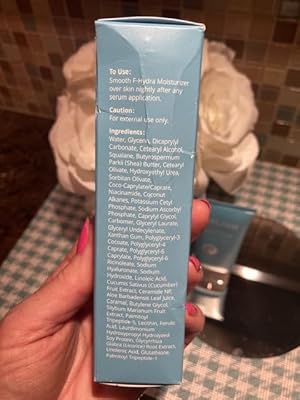 To Use:
Smooth F-Hydra Moisturizer
over skin nightly after any
serum application.
Caution:
For external use only.
Ingredients:
Water, Glycerin, Dicaprylyl
Carbonate, Cetearyl Alcohol,
Squalane, Butyrospermum
Parkii (Shea) Butter, Cetearyl
Olivate, Hydroxyethyl Urea,
Sorbitan Olivate,
Coco-Caprylate/Caprate,
Niacinamide, Coconut
Alkanes, Potassium Cetyl
Phosphate, Sodium Ascorbyl
Phosphate, Capryl Glycol,
Carbomer, Glyceryl Laurate,
Glyceryl Undecylenate,
Xanthan Gum, Polyglyceryl-3
Cocoate, Polyglyceryl-4
Caprate, Polyglyceryl-6
Caprylate, Polyglyceryl-6
Ricinoleate, Sodium
Hyaluronate, Sodium
Hydroxide, Linoleic Acid,
Cucumis Sativus (Cucumber)
Fruit Extract, Ceramide NP,
Aloe Barbadensis Leaf Juice,
Caramel, Butylene Glycol,
Silybum Marianum Fruit
Extract, Palmitoyl
Tripeptide-5, Lecithin, Ferulic
Acid, Laurdimonium
Hydroxypropyl Hydrolyzed
Soy Protein, Glycyrrhiza
Glabra (Licorice) Root Extract,
Linolenic Acid, Glutathione,
Palmitoyl Tripeptide-1